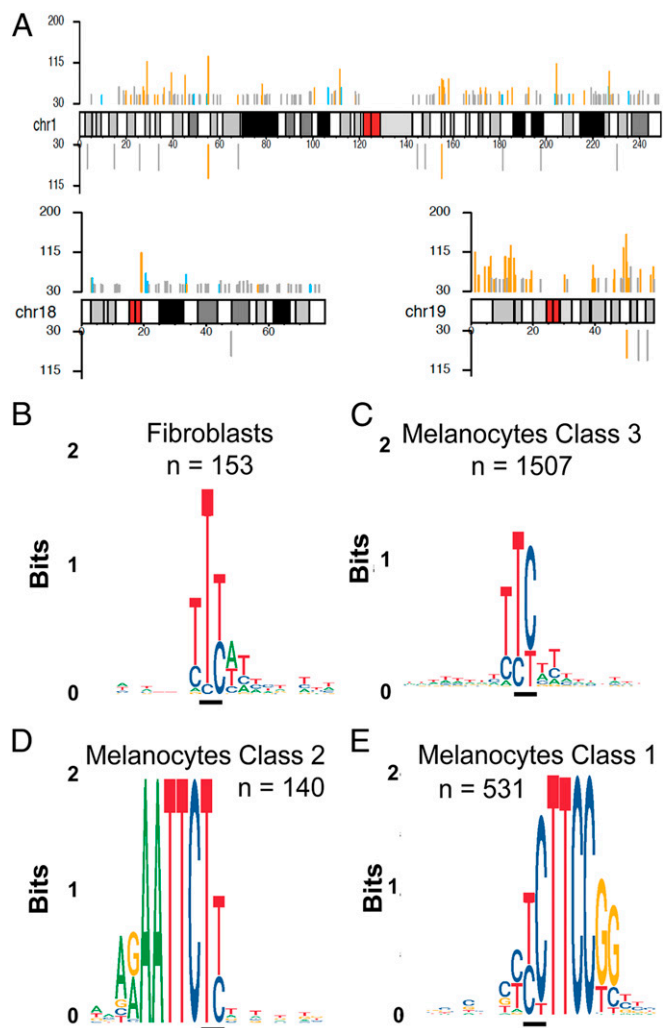 A
200
115
30
chr1
30
0 20 40 60 80 100 120 140 160 180 200 220 240
115
200
115
30
chr18
30
0 20 40 60
115
200
115
30
chr19
30
0 20 40
115
B
Fibroblasts
n = 153
2
Bits
1
0
C
Melanocytes Class 3
n = 1507
2
Bits
1
0
D
Melanocytes Class 2
n = 140
2
Bits
1
0
E
Melanocytes Class 1
n = 531
2
Bits
1
0